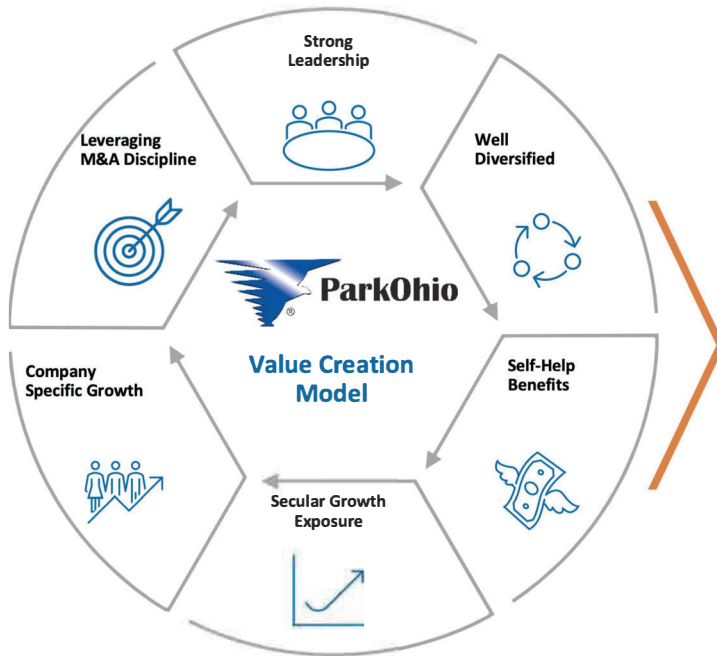 Strong
Leadership
Leveraging
M&A Discipline
Well
Diversified
ParkOhio
®
Value Creation
Model
Company
Specific Growth
Self-Help
Benefits
Secular Growth
Exposure